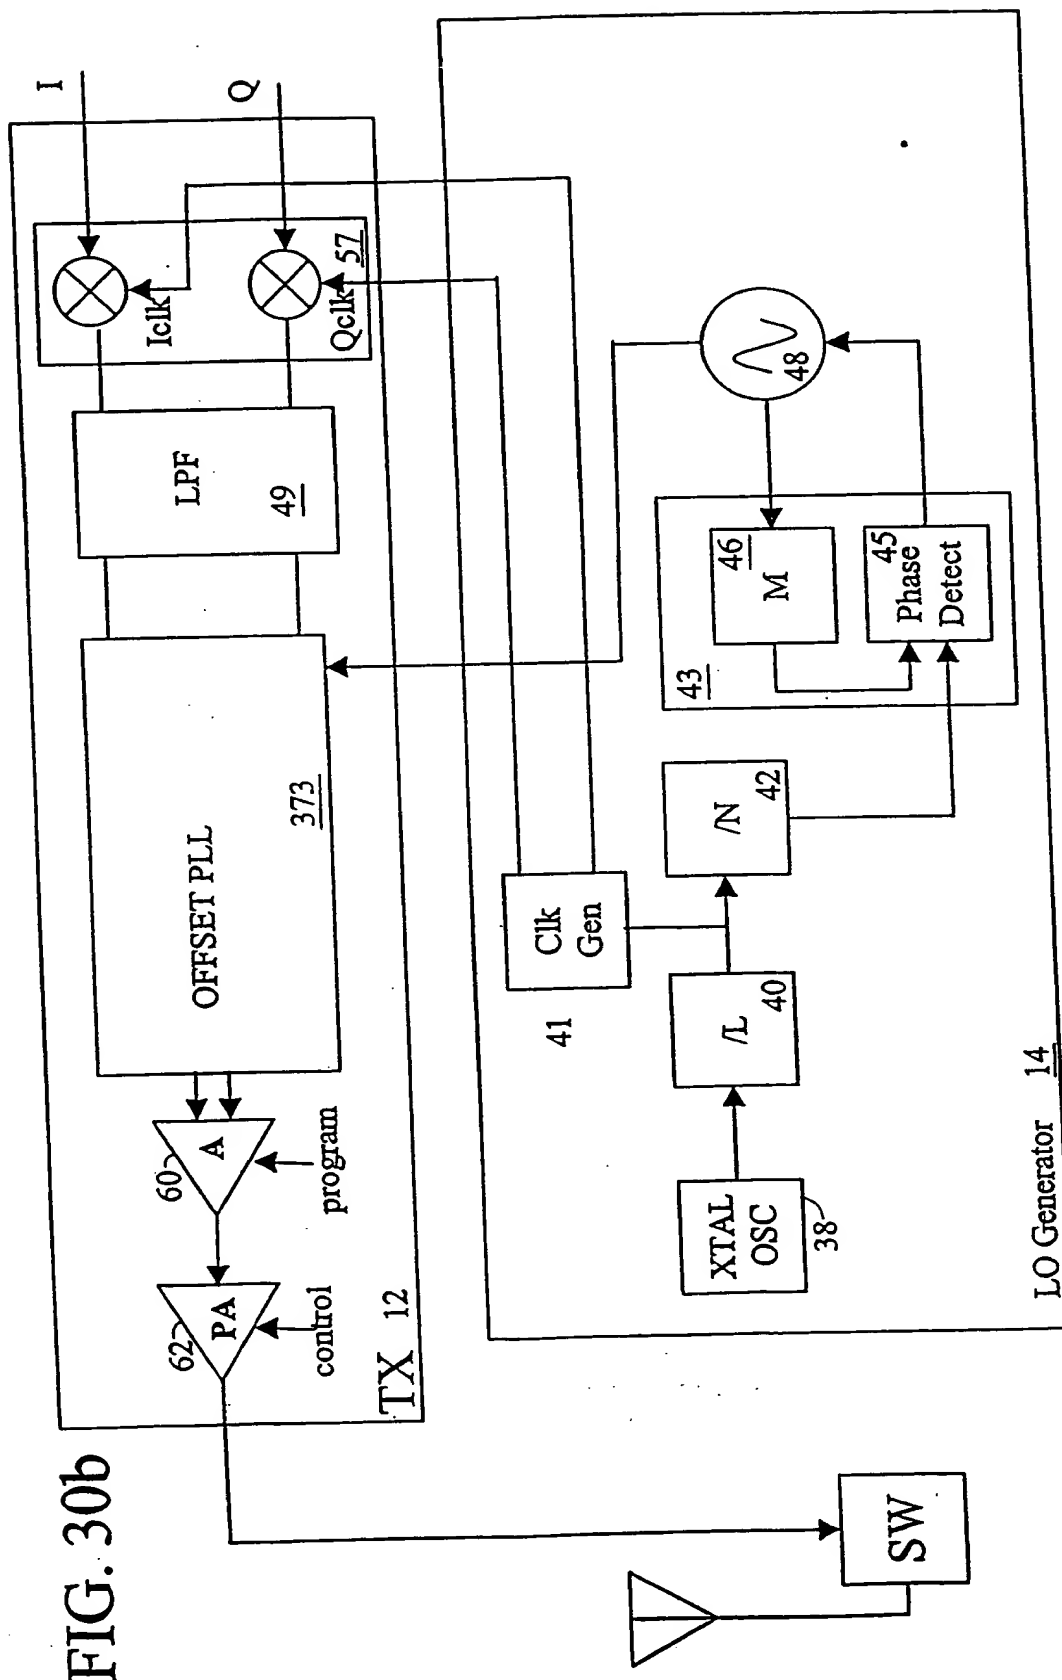 FIG. 30b
TX 12
62
PA
control
60
A
program
OFFSET PLL
373
LPF
49
57
Iclk
Qclk
I
Q
SW
LO Generator 14
XTAL
OSC
38
/L
40
41
Clk
Gen
/N
42
43
46
M
45
Phase
Detect
48